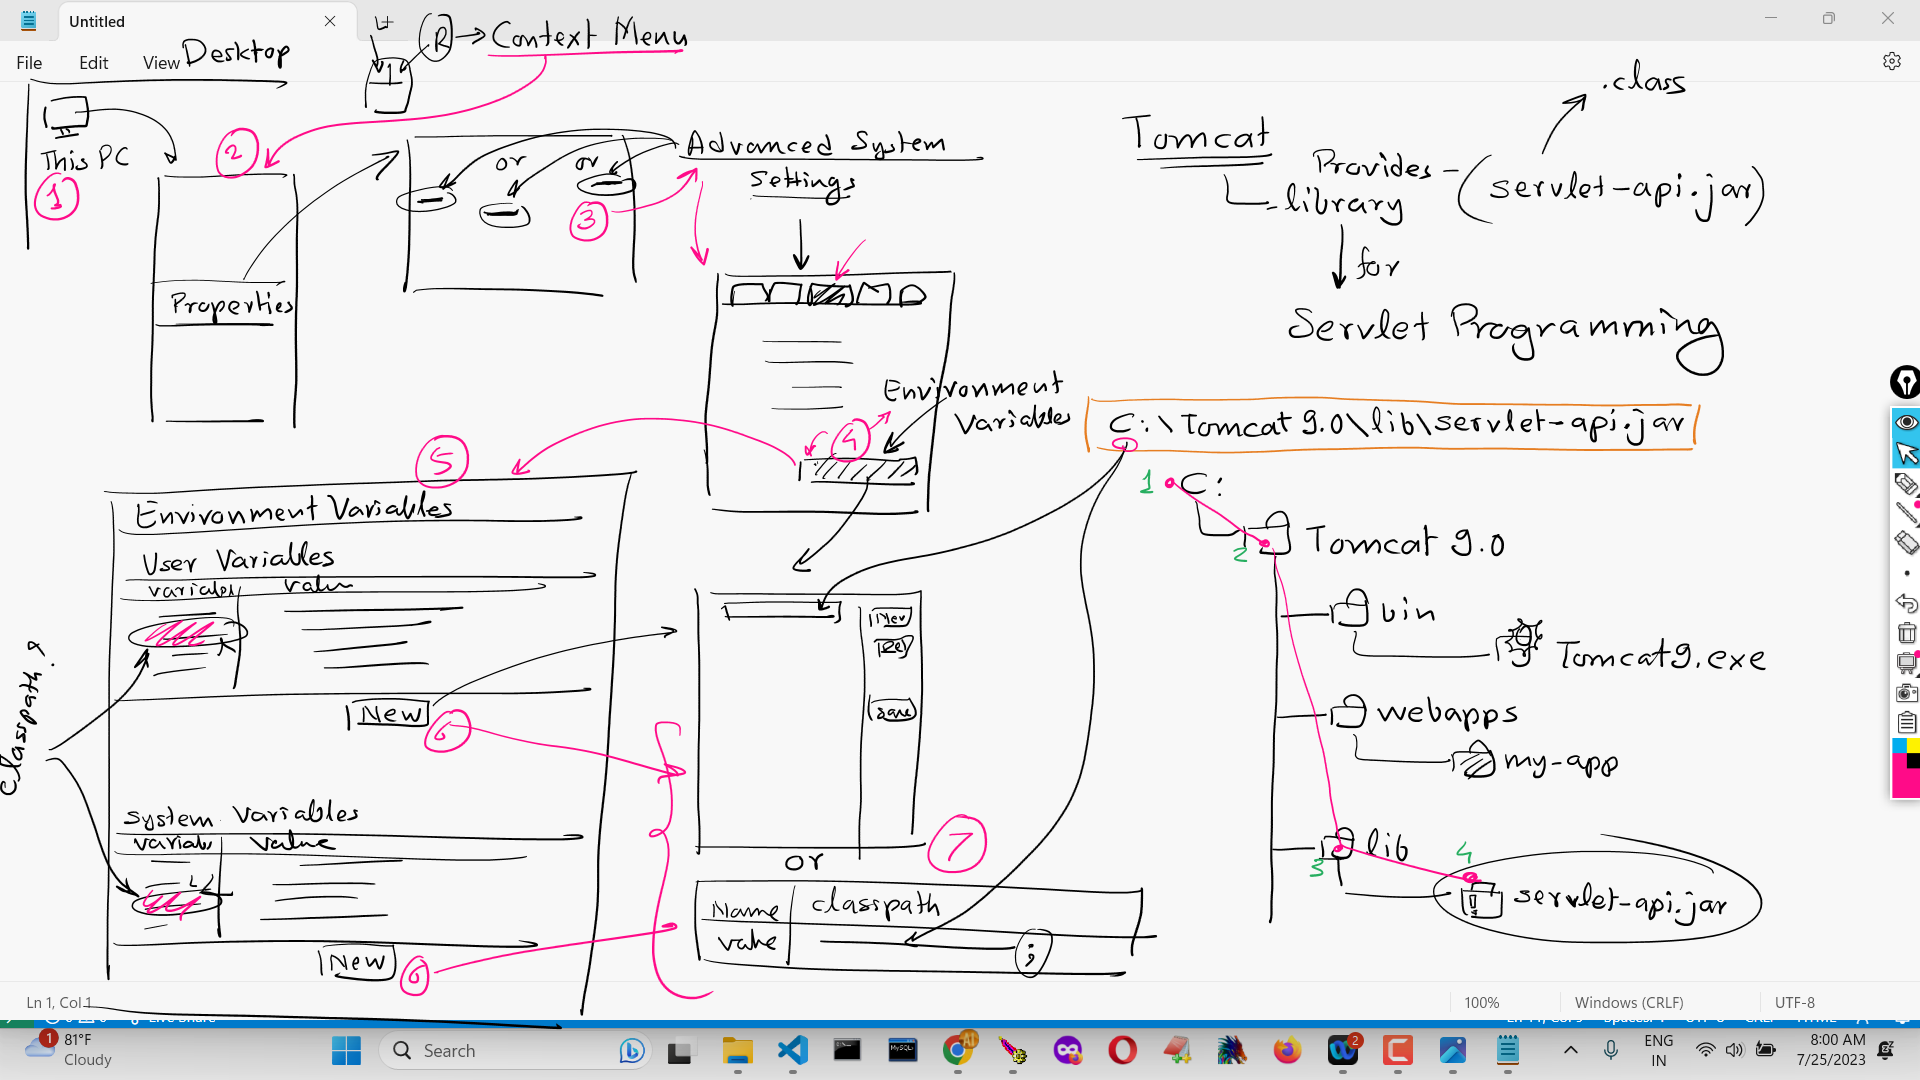 Untitled
File
Edit
View
Desktop
R
Context Menu
This PC
1
2
or
or
3
Advanced System
Settings
Properties
Tomcat
library
Provides -
(servlet-api.jar)
.class
for
Servlet Programming
Environment
Variables
4
5
C:\Tomcat 9.0\lib\servlet-api.jar
Environment Variables
User Variables
value
New
6
classpath?
System Variables
value
New
6
New
save
or
7
Name
classpath
value
;
1
C:
2
Tomcat 9.0
bin
Tomcat9.exe
webapps
my-app
3
lib
4
servlet-api.jar
Ln 1, Col 1
100%
Windows (CRLF)
UTF-8
1
81°F
Cloudy
Search
2
ENG
IN
8:00 AM
7/25/2023